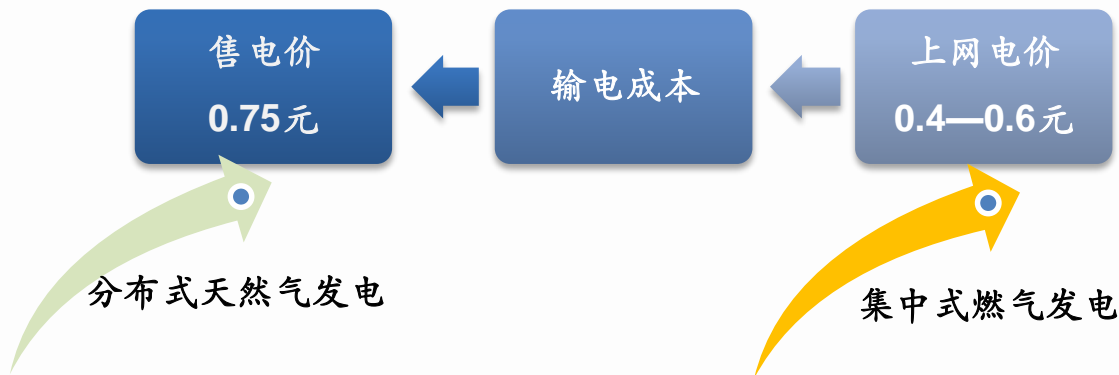 售电价
0.75元
输电成本
上网电价
0.4—0.6元
分布式天然气发电
集中式燃气发电